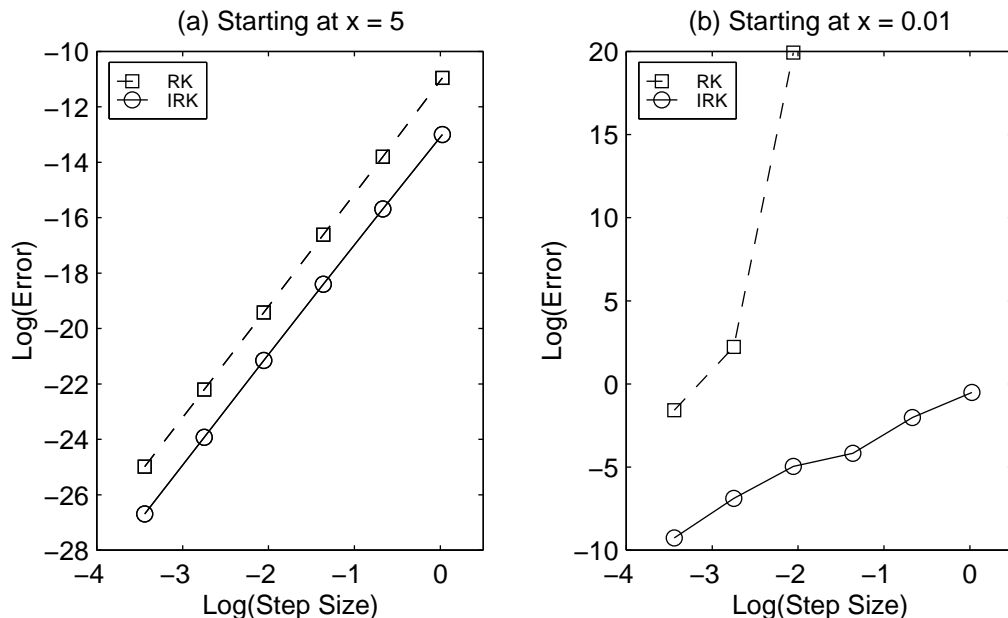 (a) Starting at x = 5
−10
−12
−14
−16
−18
−20
−22
−24
−26
−28
Log(Error)
RK
IRK
−4
−3
−2
−1
0
Log(Step Size)
(b) Starting at x = 0.01
20
15
10
5
0
−5
−10
Log(Error)
RK
IRK
−4
−3
−2
−1
0
Log(Step Size)